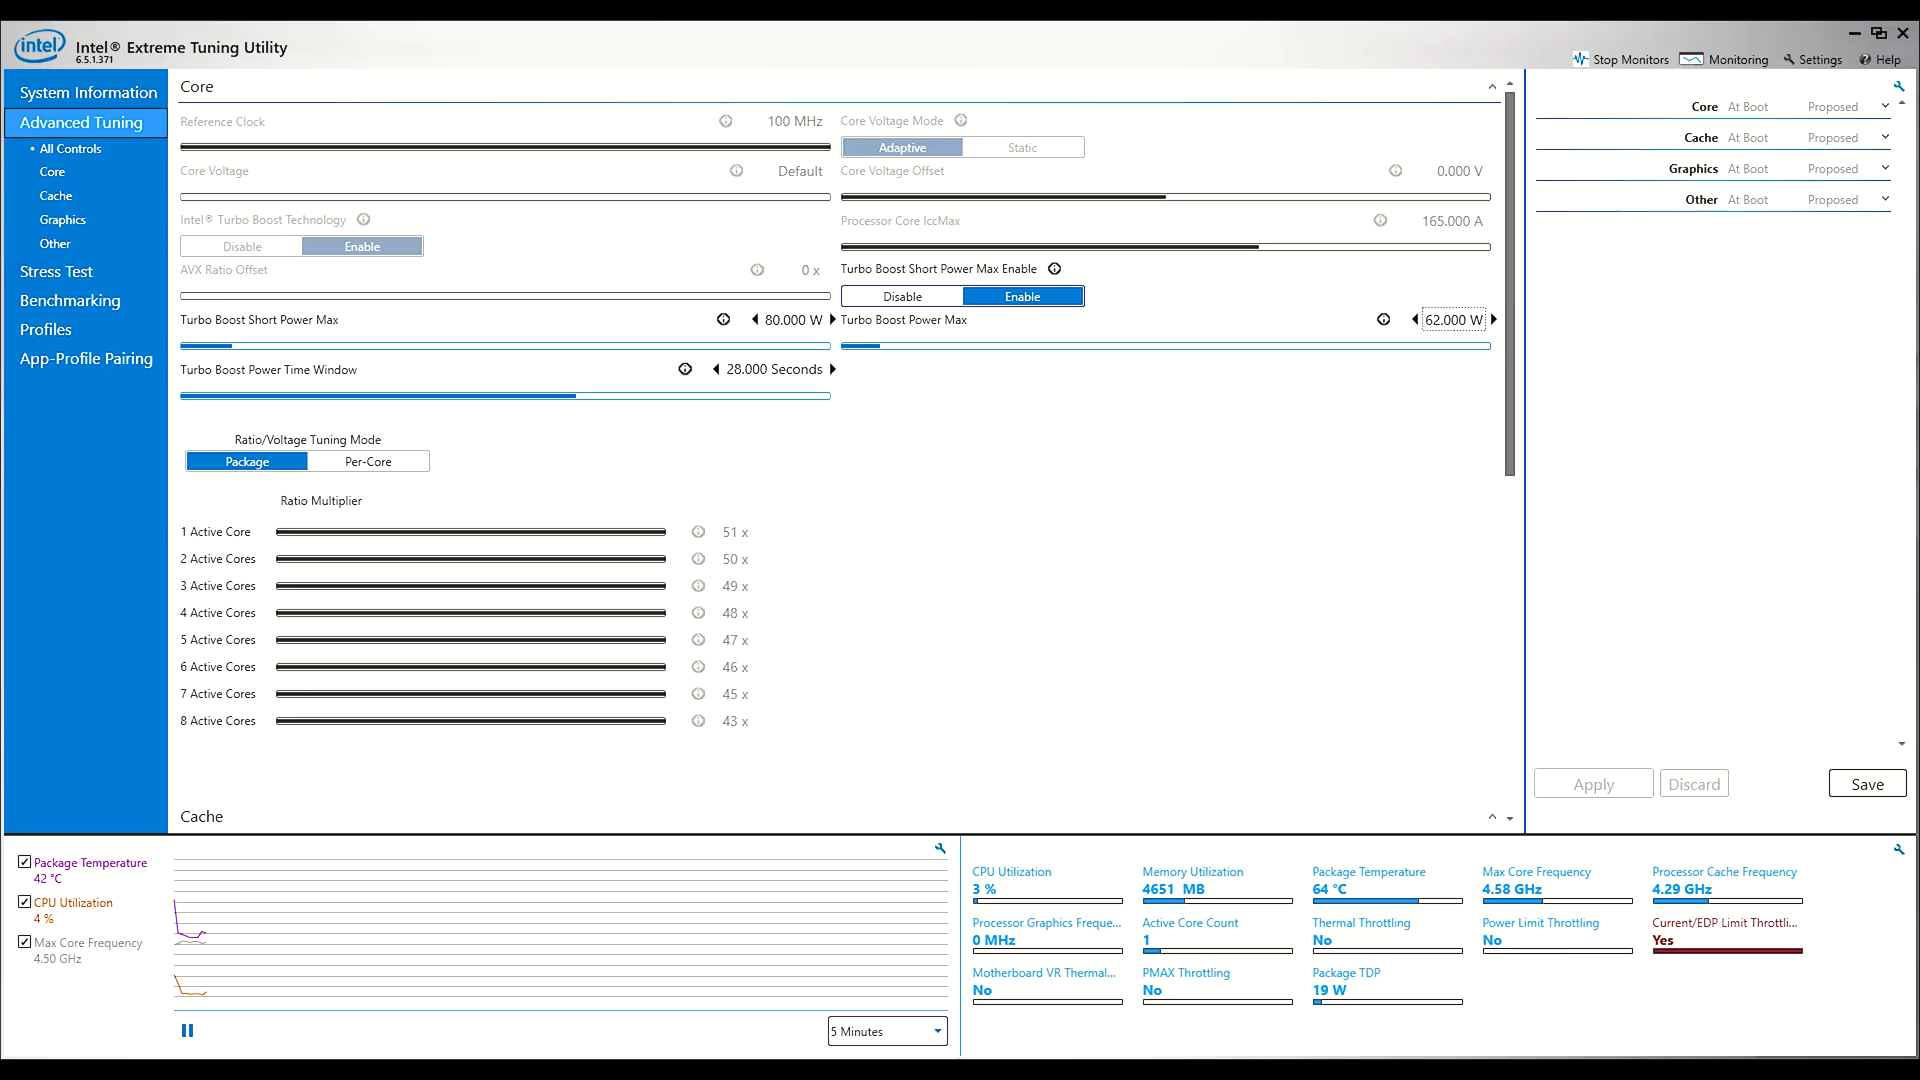 intel
Intel® Extreme Tuning Utility
6.5.1.371
Stop Monitors
Monitoring
Settings
Help
System Information
Advanced Tuning
• All Controls
Core
Cache
Graphics
Other
Stress Test
Benchmarking
Profiles
App-Profile Pairing
Core
Reference Clock 100 MHz
Core Voltage Mode
Adaptive Static
Core Voltage Default
Core Voltage Offset 0.000 V
Intel® Turbo Boost Technology
Disable Enable
Processor Core IccMax 165.000 A
AVX Ratio Offset 0 x
Turbo Boost Short Power Max Enable
Disable Enable
Turbo Boost Short Power Max 80.000 W
Turbo Boost Power Max 62.000 W
Turbo Boost Power Time Window 28.000 Seconds
Ratio/Voltage Tuning Mode
Package Per-Core
Ratio Multiplier
1 Active Core 51 x
2 Active Cores 50 x
3 Active Cores 49 x
4 Active Cores 48 x
5 Active Cores 47 x
6 Active Cores 46 x
7 Active Cores 45 x
8 Active Cores 43 x
Cache
Core At Boot Proposed
Cache At Boot Proposed
Graphics At Boot Proposed
Other At Boot Proposed
Apply Discard Save
Package Temperature
42 °C
CPU Utilization
4 %
Max Core Frequency
4.50 GHz
5 Minutes
CPU Utilization
3 %
Memory Utilization
4651 MB
Package Temperature
64 °C
Max Core Frequency
4.58 GHz
Processor Cache Frequency
4.29 GHz
Processor Graphics Freque...
0 MHz
Active Core Count
1
Thermal Throttling
No
Power Limit Throttling
No
Current/EDP Limit Throttli...
Yes
Motherboard VR Thermal...
No
PMAX Throttling
No
Package TDP
19 W